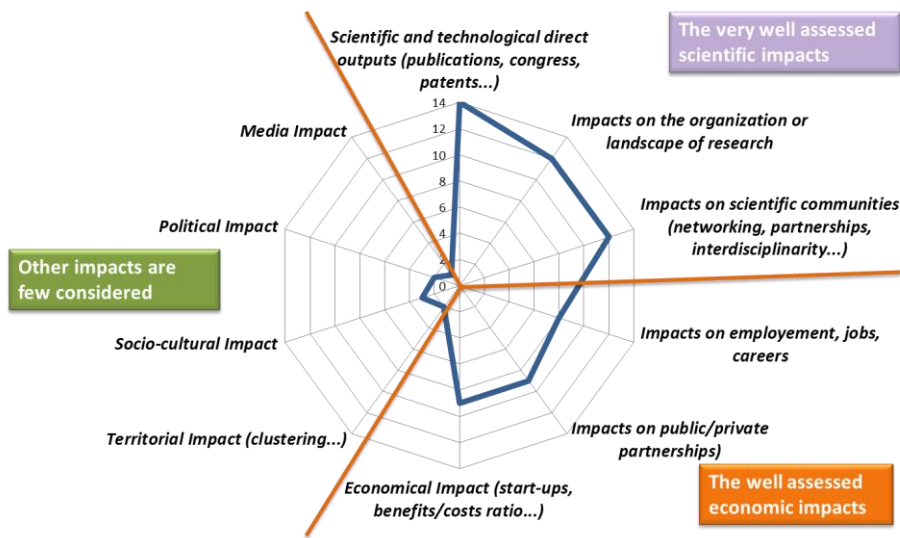 The very well assessed
scientific impacts
Scientific and technological direct
outputs (publications, congress,
patents...)
14
12
10
8
6
4
2
0
Impacts on the organization or
landscape of research
Impacts on scientific communities
(networking, partnerships,
interdisciplinarity...)
Impacts on employement, jobs,
careers
Impacts on public/private
partnerships)
Economical Impact (start-ups,
benefits/costs ratio...)
Territorial Impact (clustering...)
Socio-cultural Impact
Political Impact
Media Impact
Other impacts are
few considered
The well assessed
economic impacts